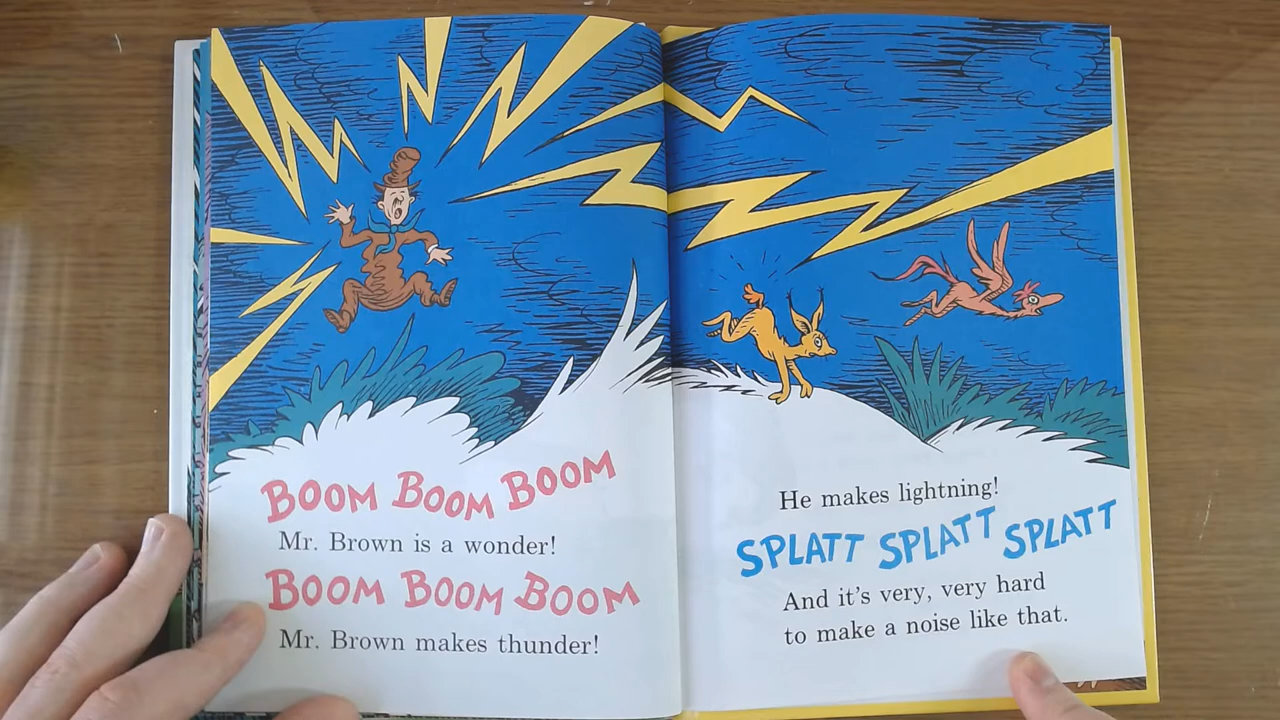 BOOM BOOM BOOM
Mr. Brown is a wonder!
BOOM BOOM BOOM
Mr. Brown makes thunder!
He makes lightning!
SPLATT SPLATT SPLATT
And it's very, very hard
to make a noise like that.